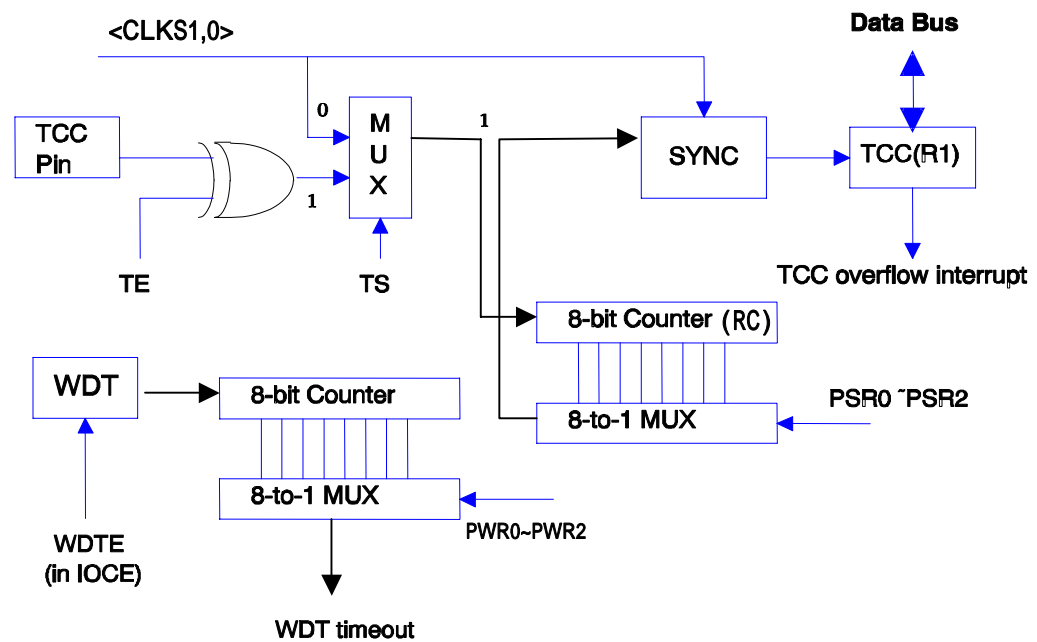 <CLKS1,0>
Data Bus
0
1
TCC
Pin
M
U
X
SYNC
TCC(R1)
1
TE
TS
TCC overflow interrupt
8-bit Counter (RC)
WDT
8-bit Counter
PSR0 ~PSR2
8-to-1 MUX
8-to-1 MUX
PWR0~PWR2
WDTE
(in IOCE)
WDT timeout